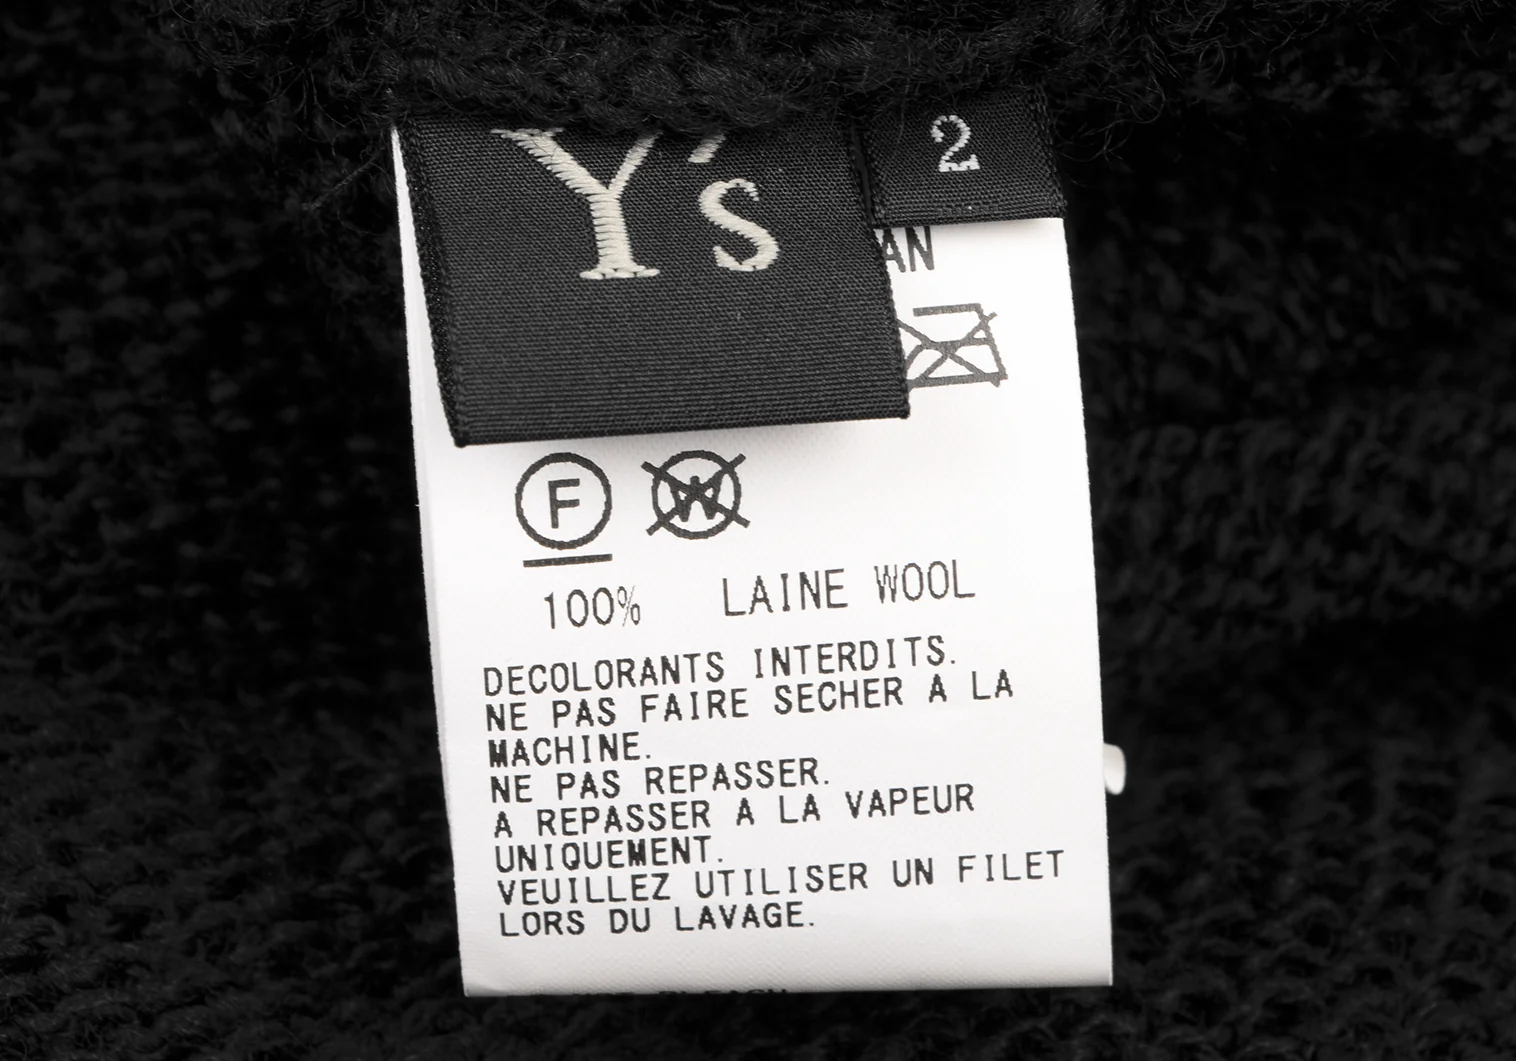 Y's
2
AN
F W
100% LAINE WOOL
DECOLORANTS INTERDITS.
NE PAS FAIRE SECHER A LA
MACHINE.
NE PAS REPASSER.
A REPASSER A LA VAPEUR
UNIQUEMENT.
VEUILLEZ UTILISER UN FILET
LORS DU LAVAGE.